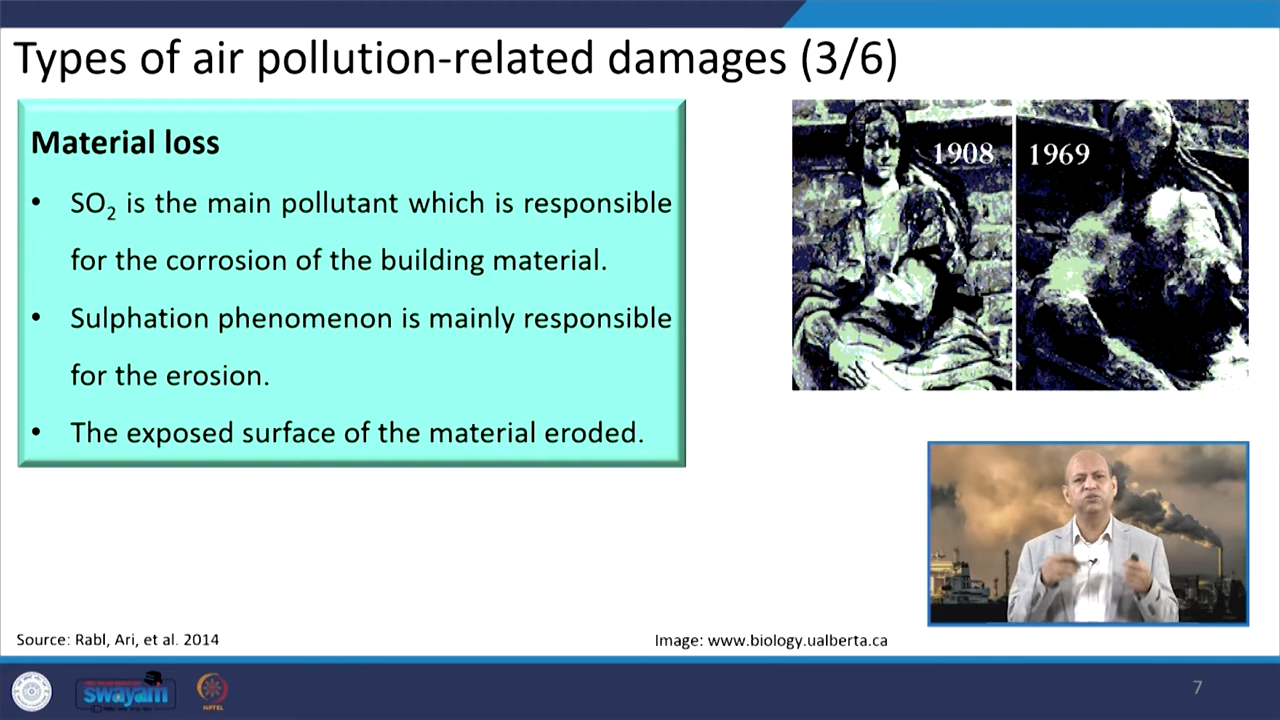 Types of air pollution-related damages (3/6)
Material loss
• SO₂ is the main pollutant which is responsible
for the corrosion of the building material.
• Sulphation phenomenon is mainly responsible
for the erosion.
• The exposed surface of the material eroded.
1908
1969
Source: Rabl, Ari, et al. 2014
Image: www.biology.ualberta.ca
swayam
NPTEL
7